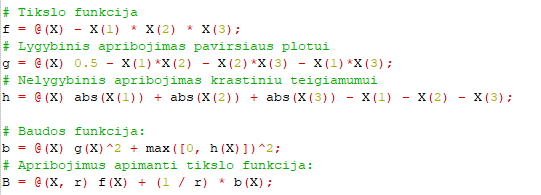 # Tikslo funkcija
f = @(X) - X(1) * X(2) * X(3);
# Lygybinis apribojimas pavirsiaus plotui
g = @(X) 0.5 - X(1)*X(2) - X(2)*X(3) - X(1)*X(3);
# Nelygybinis apribojimas krastiniu teigiamumui
h = @(X) abs(X(1)) + abs(X(2)) + abs(X(3)) - X(1) - X(2) - X(3);
# Baudos funkcija:
b = @(X) g(X)^2 + max([0, h(X)])^2;
# Apribojimus apimanti tikslo funkcija:
B = @(X, r) f(X) + (1 / r) * b(X);